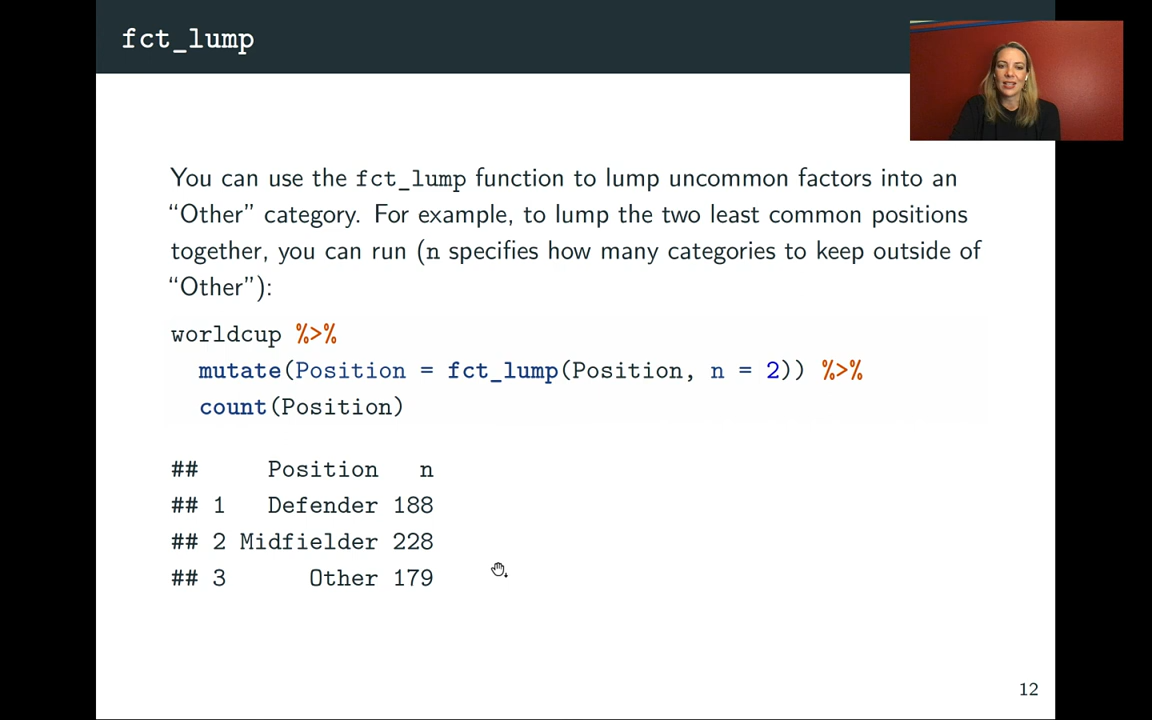 fct_lump
You can use the fct_lump function to lump uncommon factors into an
“Other” category. For example, to lump the two least common positions
together, you can run (n specifies how many categories to keep outside of
“Other”):
worldcup %>%
  mutate(Position = fct_lump(Position, n = 2)) %>%
  count(Position)
##     Position   n
## 1   Defender 188
## 2 Midfielder 228
## 3      Other 179
12